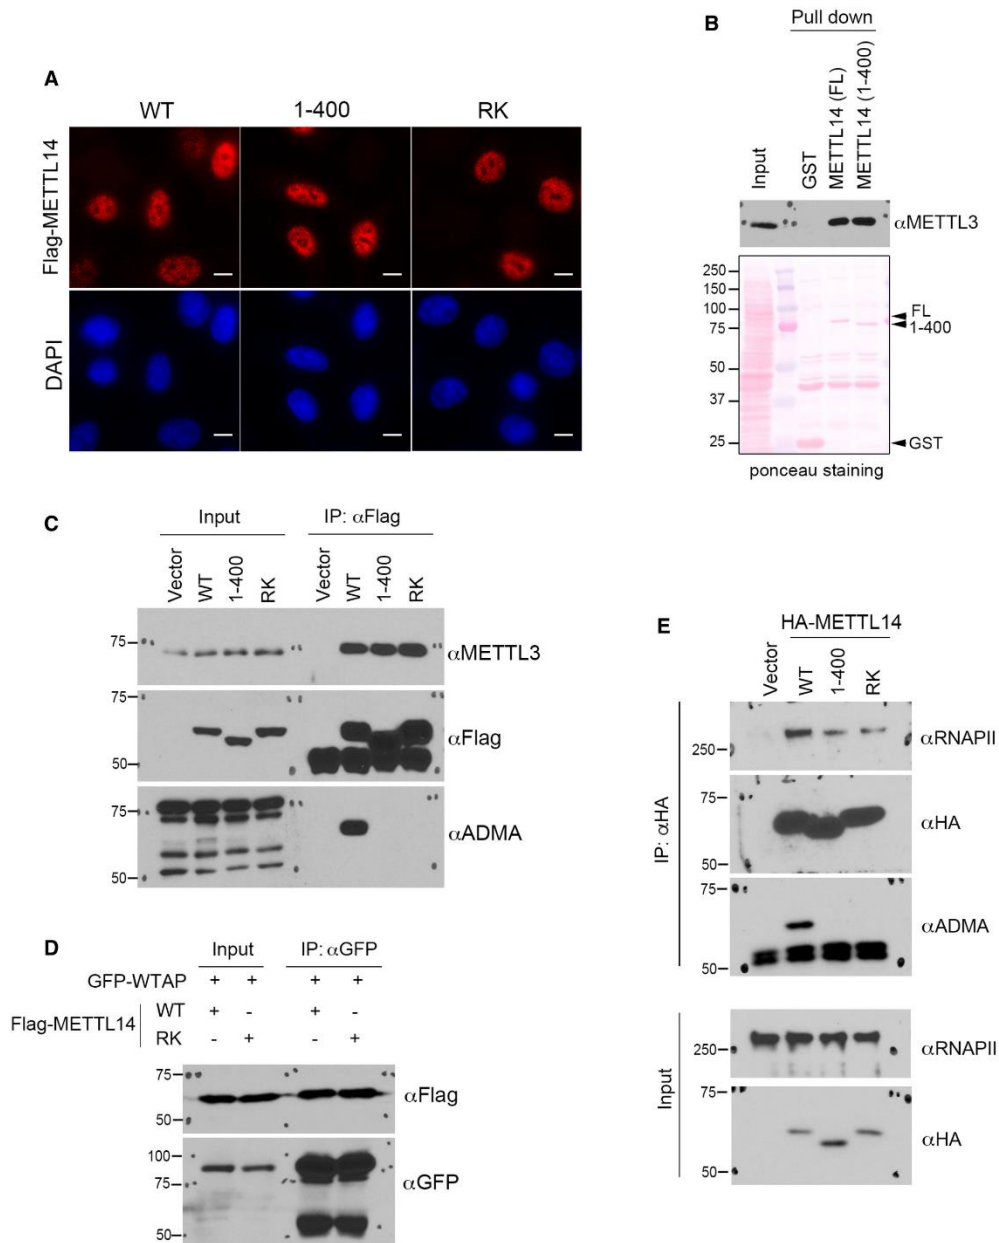 A
WT 1-400 RK
Flag-METTL14
DAPI
B
Pull down
Input
GST
METTL14 (FL)
METTL14 (1-400)
αMETTL3
250
150
100
75
50
37
25
FL
1-400
GST
ponceau staining
C
Input IP: αFlag
Vector WT 1-400 RK Vector WT 1-400 RK
75
αMETTL3
75
50
αFlag
75
50
αADMA
D
Input IP: αGFP
GFP-WTAP + + + +
Flag-METTL14
WT + - + -
RK - + - +
75
50
αFlag
100
75
50
αGFP
E
HA-METTL14
Vector WT 1-400 RK
IP: αHA
250
αRNAPII
75
50
αHA
75
50
αADMA
Input
250
αRNAPII
75
50
αHA